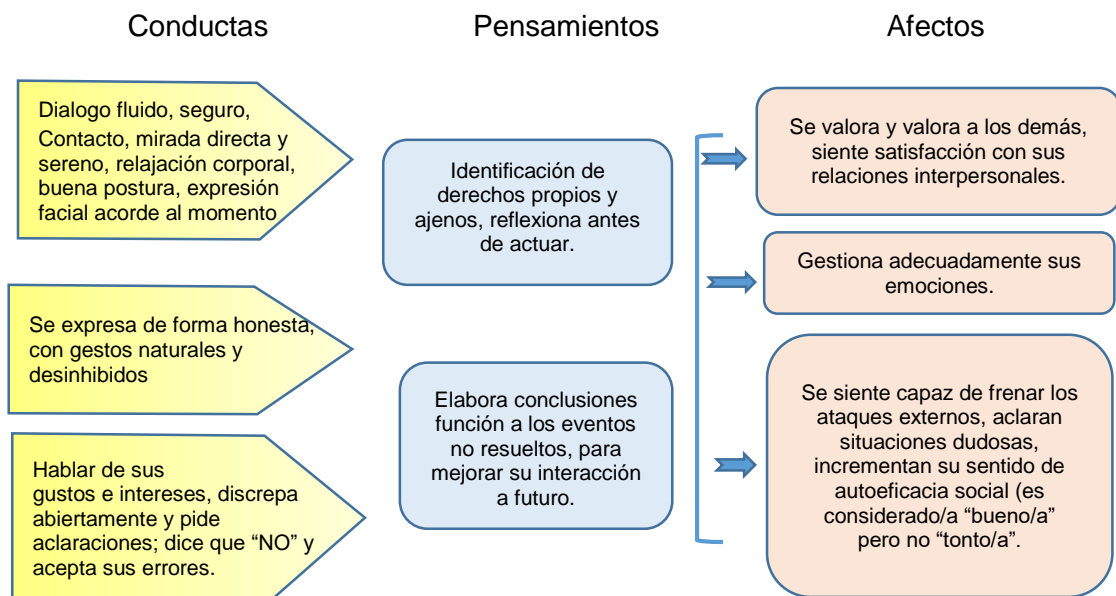 Conductas
Pensamientos
Afectos
Dialogo fluido, seguro,
Contacto, mirada directa y
sereno, relajación corporal,
buena postura, expresión
facial acorde al momento
Se expresa de forma honesta,
con gestos naturales y
desinhibidos
Hablar de sus
gustos e intereses, discrepa
abiertamente y pide
aclaraciones; dice que “NO” y
acepta sus errores.
Identificación de
derechos propios y
ajenos, reflexiona antes
de actuar.
Elabora conclusiones
función a los eventos
no resueltos, para
mejorar su interacción
a futuro.
Se valora y valora a los demás,
siente satisfacción con sus
relaciones interpersonales.
Gestiona adecuadamente sus
emociones.
Se siente capaz de frenar los
ataques externos, aclaran
situaciones dudosas,
incrementan su sentido de
autoeficacia social (es
considerado/a “bueno/a”
pero no “tonto/a”.